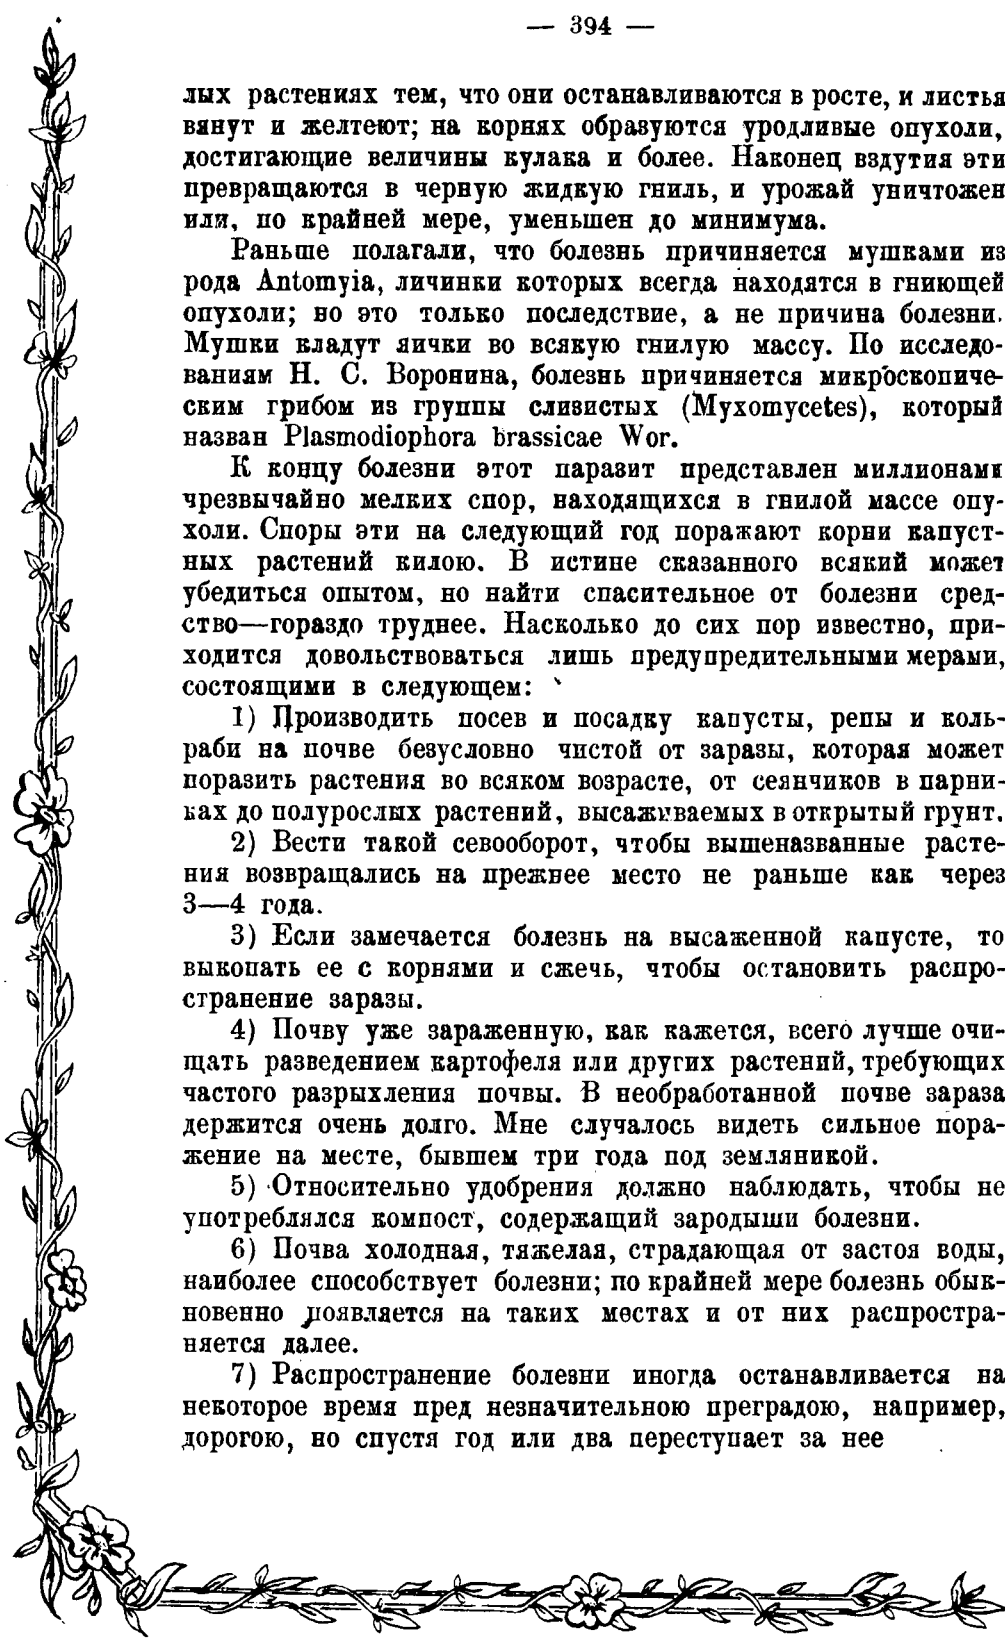 — 394 —
лых растениях тем, что они останавливаются в росте, и листья
вянут и желтеют; на корнях образуются уродливые опухоли,
достигающие величины кулака и более. Наконец вздутия эти
превращаются в черную жидкую гниль, и урожай уничтожен
или, по крайней мере, уменьшен до минимума.
Раньше полагали, что болезнь причиняется мушками из
рода Antomyia, личинки которых всегда находятся в гниющей
опухоли; но это только последствие, а не причина болезни.
Мушки кладут яички во всякую гнилую массу. По исследо-
ваниям Н. С. Воронина, болезнь причиняется микроскопиче-
ским грибом из группы слизистых (Myxomycetes), который
назван Plasmodiophora brassicae Wor.
К концу болезни этот паразит представлен миллионами
чрезвычайно мелких спор, находящихся в гнилой массе опу-
холи. Споры эти на следующий год поражают корни капуст-
ных растений килою. В истине сказанного всякий может
убедиться опытом, но найти спасительное от болезни сред-
ство—гораздо труднее. Насколько до сих пор известно, при-
ходится довольствоваться лишь предупредительными мерами,
состоящими в следующем:
1) Производить посев и посадку капусты, репы и коль-
раби на почве безусловно чистой от заразы, которая может
поразить растения во всяком возрасте, от сеянчиков в парни-
ках до полурослых растений, высаживаемых в открытый грунт.
2) Вести такой севооборот, чтобы вышеназванные расте-
ния возвращались на прежнее место не раньше как через
3—4 года.
3) Если замечается болезнь на высаженной капусте, то
выкопать ее с корнями и сжечь, чтобы остановить распро-
странение заразы.
4) Почву уже зараженную, как кажется, всего лучше очи-
щать разведением картофеля или других растений, требующих
частого разрыхления почвы. В необработанной почве зараза
держится очень долго. Мне случалось видеть сильное пора-
жение на месте, бывшем три года под земляникой.
5) Относительно удобрения должно наблюдать, чтобы не
употреблялся компост, содержащий зародыши болезни.
6) Почва холодная, тяжелая, страдающая от застоя воды,
наиболее способствует болезни; по крайней мере болезнь обык-
новенно появляется на таких местах и от них распростра-
няется далее.
7) Распространение болезни иногда останавливается на
некоторое время пред незначительною преградою, например,
дорогою, но спустя год или два переступает за нее